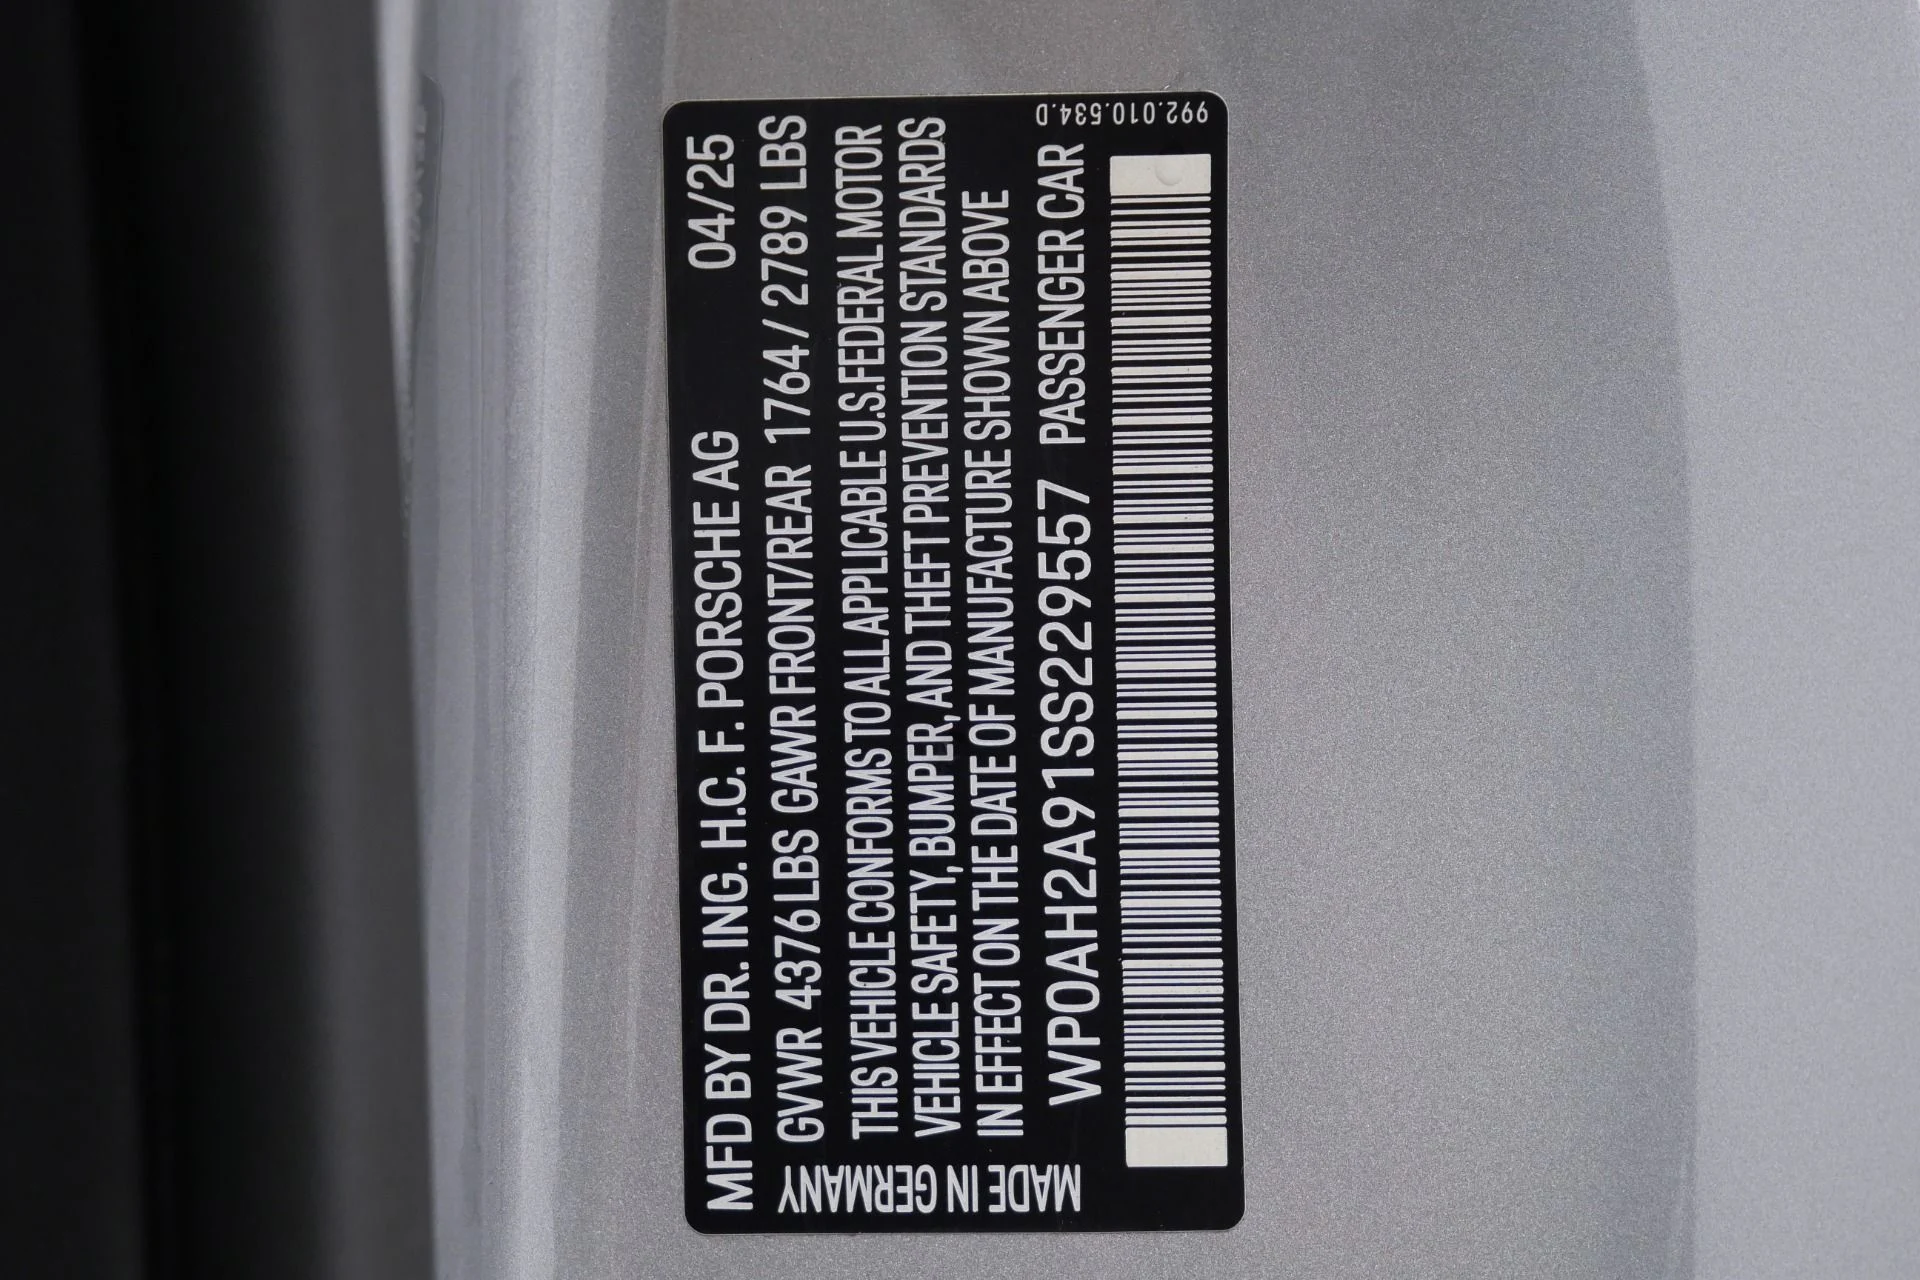 MFD BY DR. ING. H.C. F. PORSCHE AG 04/25
GVWR 4376 LBS GAWR FRONT/REAR 1764 / 2789 LBS
THIS VEHICLE CONFORMS TO ALL APPLICABLE U.S. FEDERAL MOTOR
VEHICLE SAFETY, BUMPER, AND THEFT PREVENTION STANDARDS
IN EFFECT ON THE DATE OF MANUFACTURE SHOWN ABOVE
WP0AH2A91SS229557 PASSENGER CAR
MADE IN GERMANY
992.010.534.D